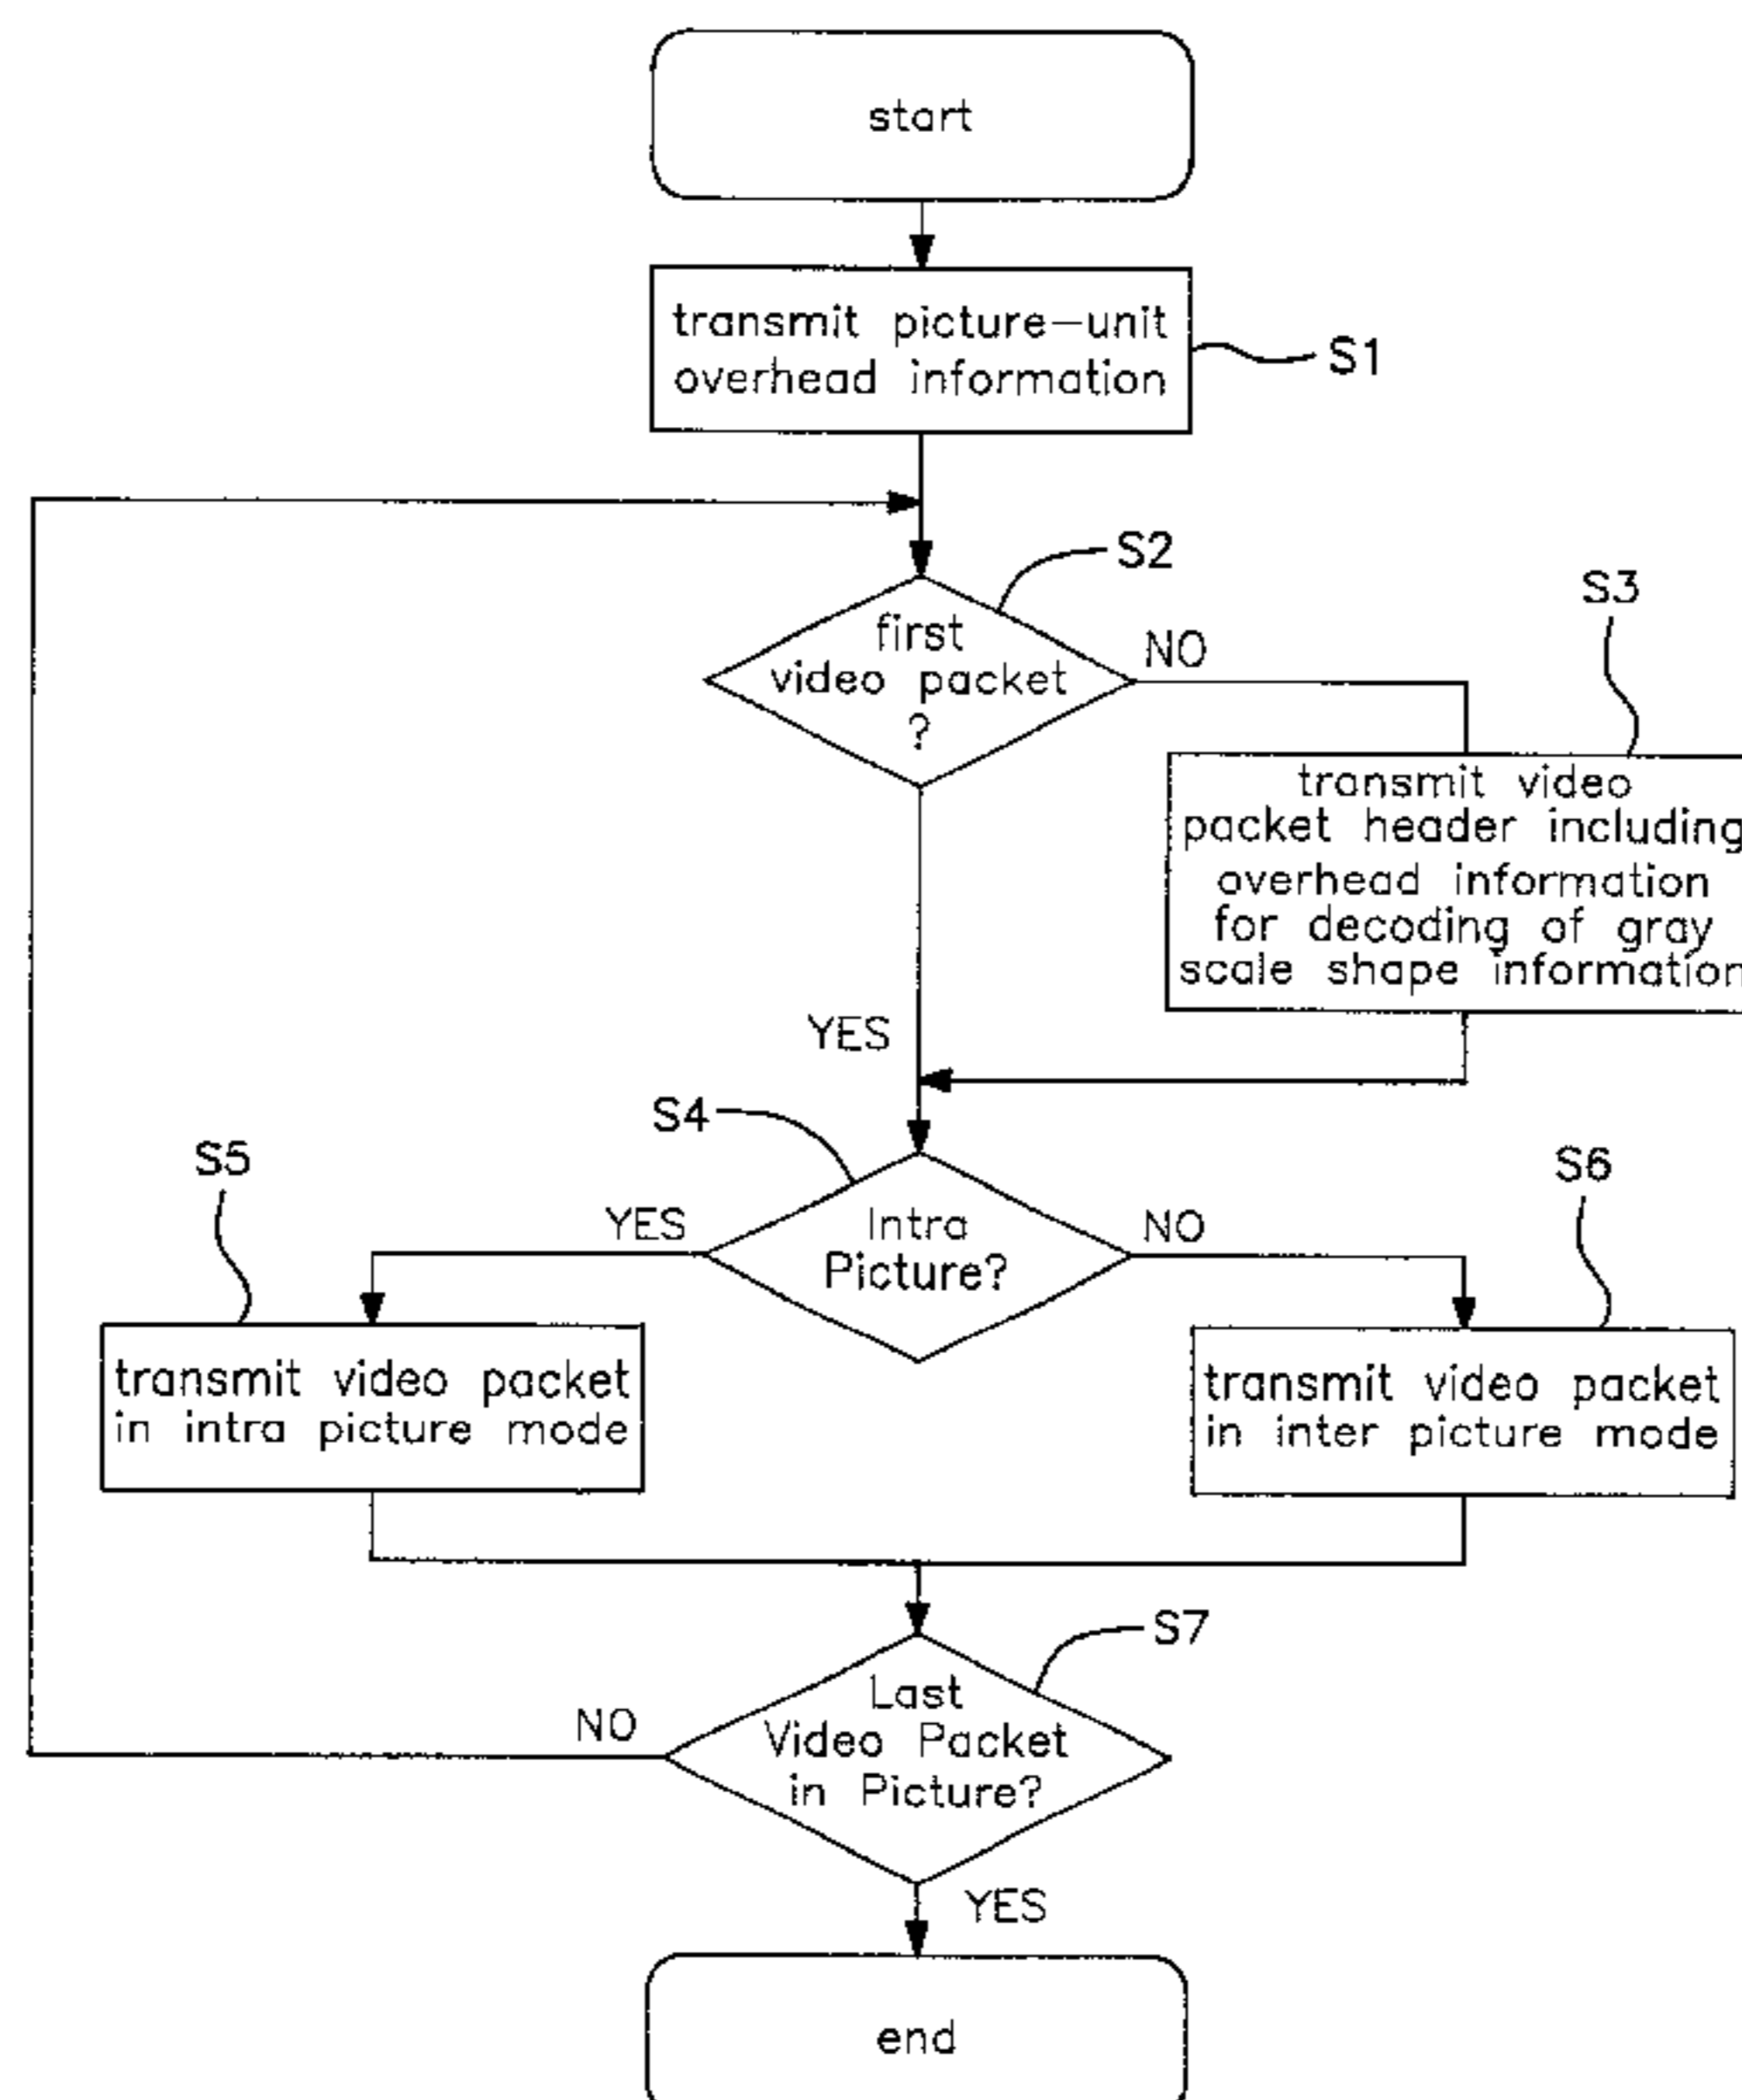 start
transmit picture-unit
overhead information
S1
S2
first
video packet
?
NO
S3
transmit video
packet header including
overhead information
for decoding of gray
scale shape information
YES
S4
Intra
Picture?
YES
NO
S5
transmit video packet
in intra picture mode
S6
transmit video packet
in inter picture mode
S7
Last
Video Packet
in Picture?
NO
YES
end